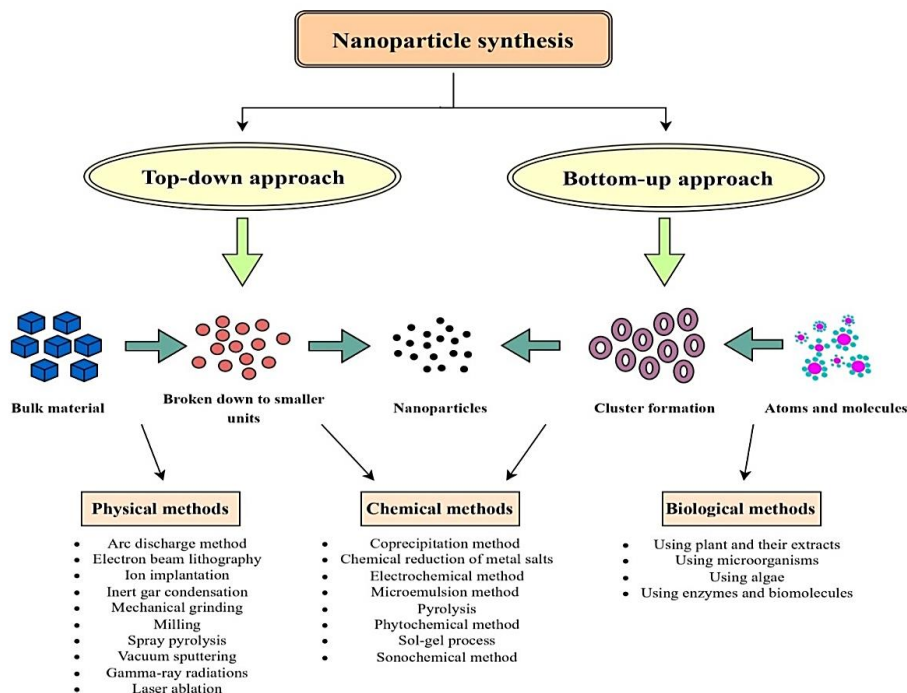 Nanoparticle synthesis
Top-down approach
Bottom-up approach
Bulk material
Broken down to smaller
units
Nanoparticles
Cluster formation
Atoms and molecules
Physical methods
• Arc discharge method
• Electron beam lithography
• Ion implantation
• Inert gar condensation
• Mechanical grinding
• Milling
• Spray pyrolysis
• Vacuum sputtering
• Gamma-ray radiations
• Laser ablation
Chemical methods
• Coprecipitation method
• Chemical reduction of metal salts
• Electrochemical method
• Microemulsion method
• Pyrolysis
• Phytochemical method
• Sol-gel process
• Sonochemical method
Biological methods
• Using plant and their extracts
• Using microorganisms
• Using algae
• Using enzymes and biomolecules